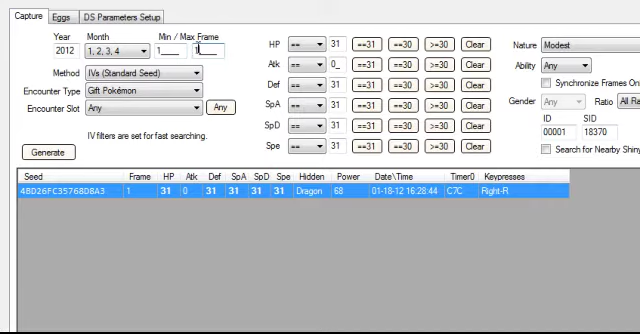 Capture Eggs DS Parameters Setup
Year Month Min / Max Frame
2012 1, 2, 3, 4 1___ 1___
Method IVs (Standard Seed)
Encounter Type Gift Pokémon
Encounter Slot Any Any
IV filters are set for fast searching.
Generate
HP == 31 ==31 ==30 >=30 Clear
Atk == 0_ ==31 ==30 >=30 Clear
Def == 31 ==31 ==30 >=30 Clear
SpA == 31 ==31 ==30 >=30 Clear
SpD == 31 ==31 ==30 >=30 Clear
Spe == 31 ==31 ==30 >=30 Clear
Nature Modest
Ability Any
Synchronize Frames On
Gender Any Ratio All Ra
ID SID
00001 18370
Search for Nearby Shiny
Seed Frame HP Atk Def SpA SpD Spe Hidden Power Date\Time Timer0 Keypresses
4BD26FC35768D8A3 1 31 0 31 31 31 31 Dragon 68 01-18-12 16:28:44 C7C Right-R